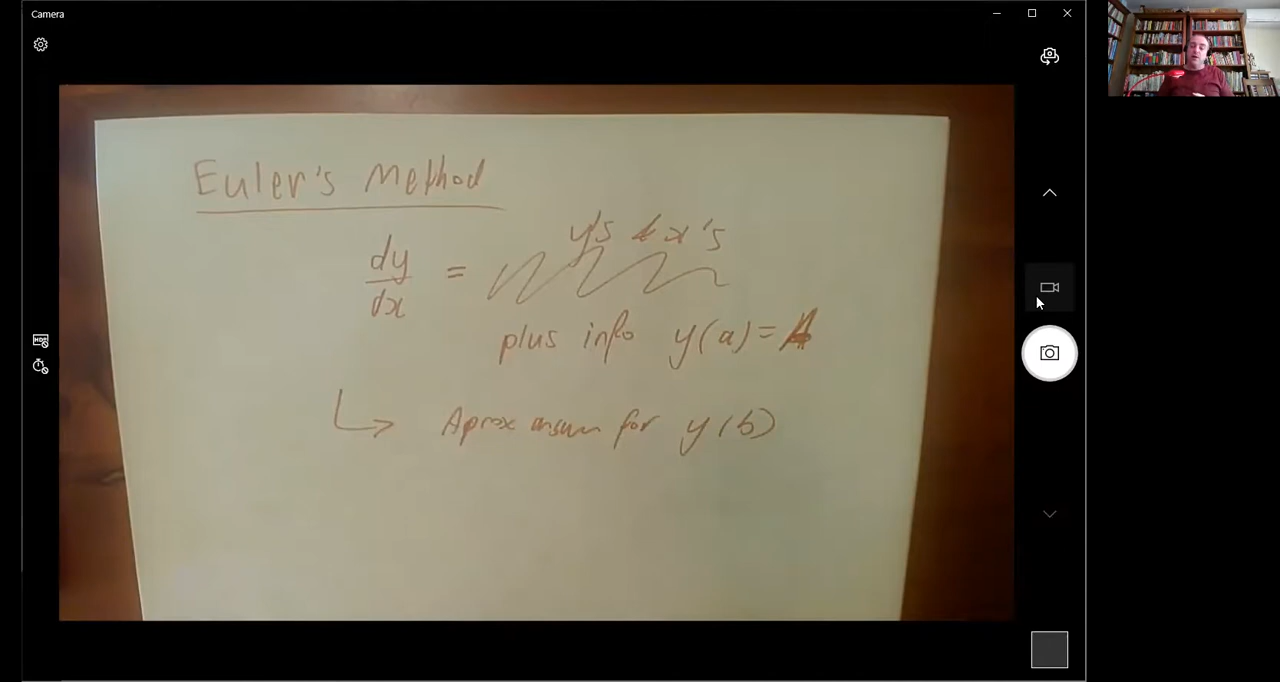 Camera
Euler's Method
y's & x's
dy/dx =
plus info y(a) = A
Aprox answer for y(b)